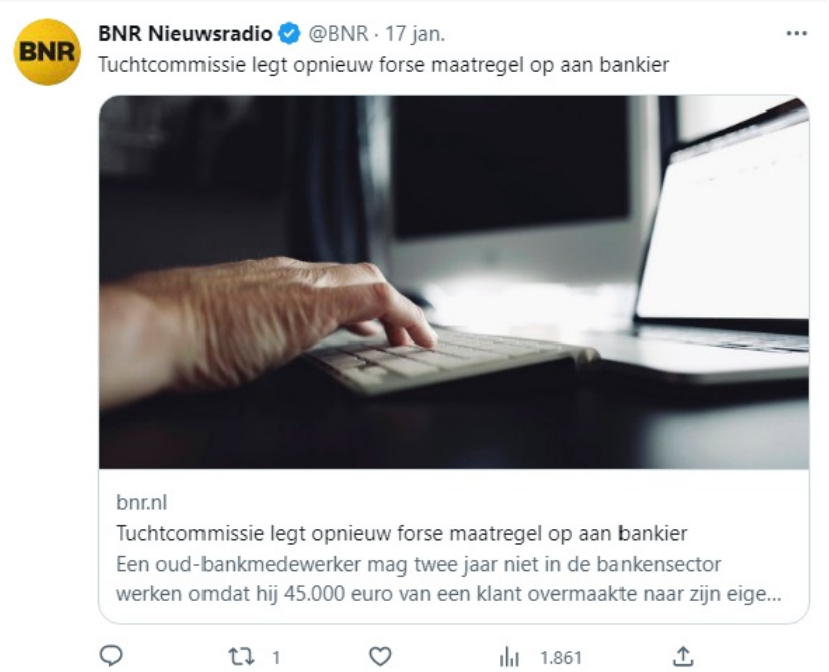 BNR
BNR Nieuwsradio @BNR · 17 jan.
Tuchtcommissie legt opnieuw forse maatregel op aan bankier
bnr.nl
Tuchtcommissie legt opnieuw forse maatregel op aan bankier
Een oud-bankmedewerker mag twee jaar niet in de bankensector
werken omdat hij 45.000 euro van een klant overmaakte naar zijn eige...
1
1.861